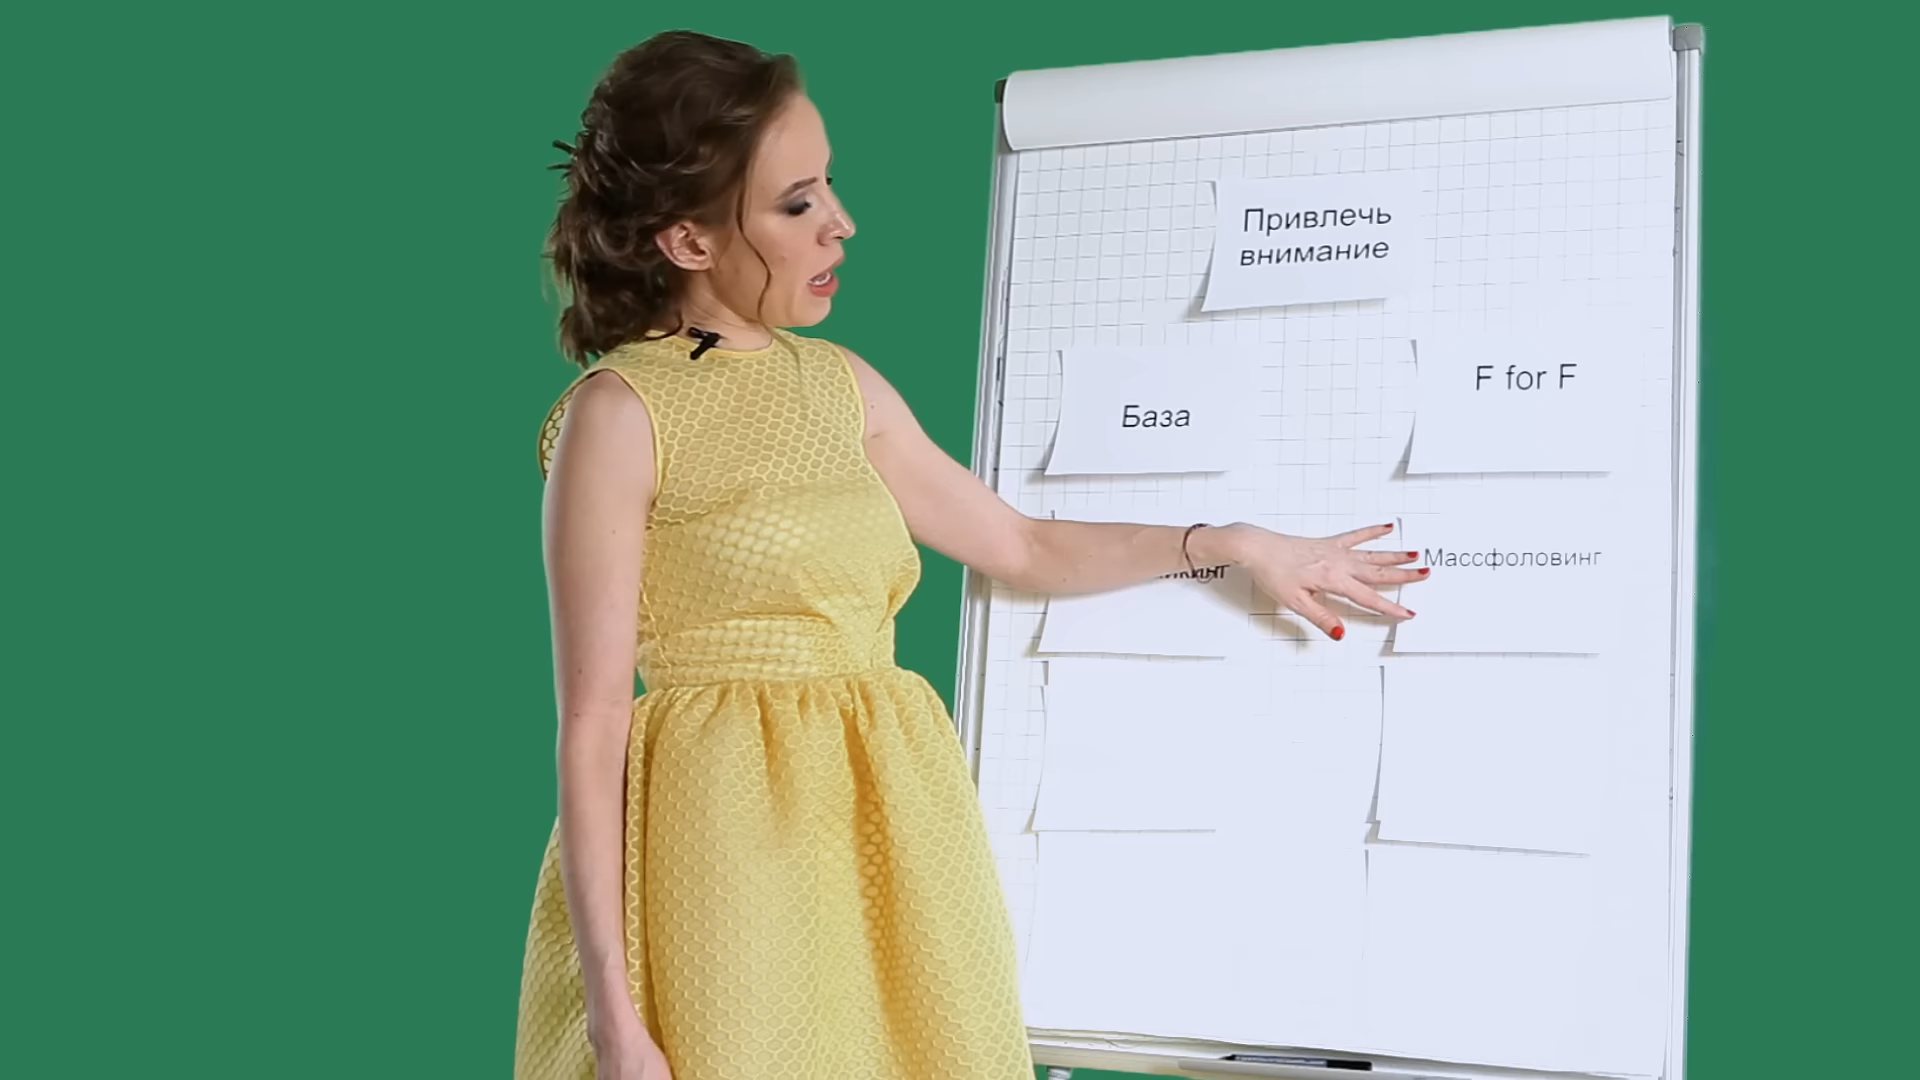 Привлечь
внимание
База
F for F
Массфоловинг